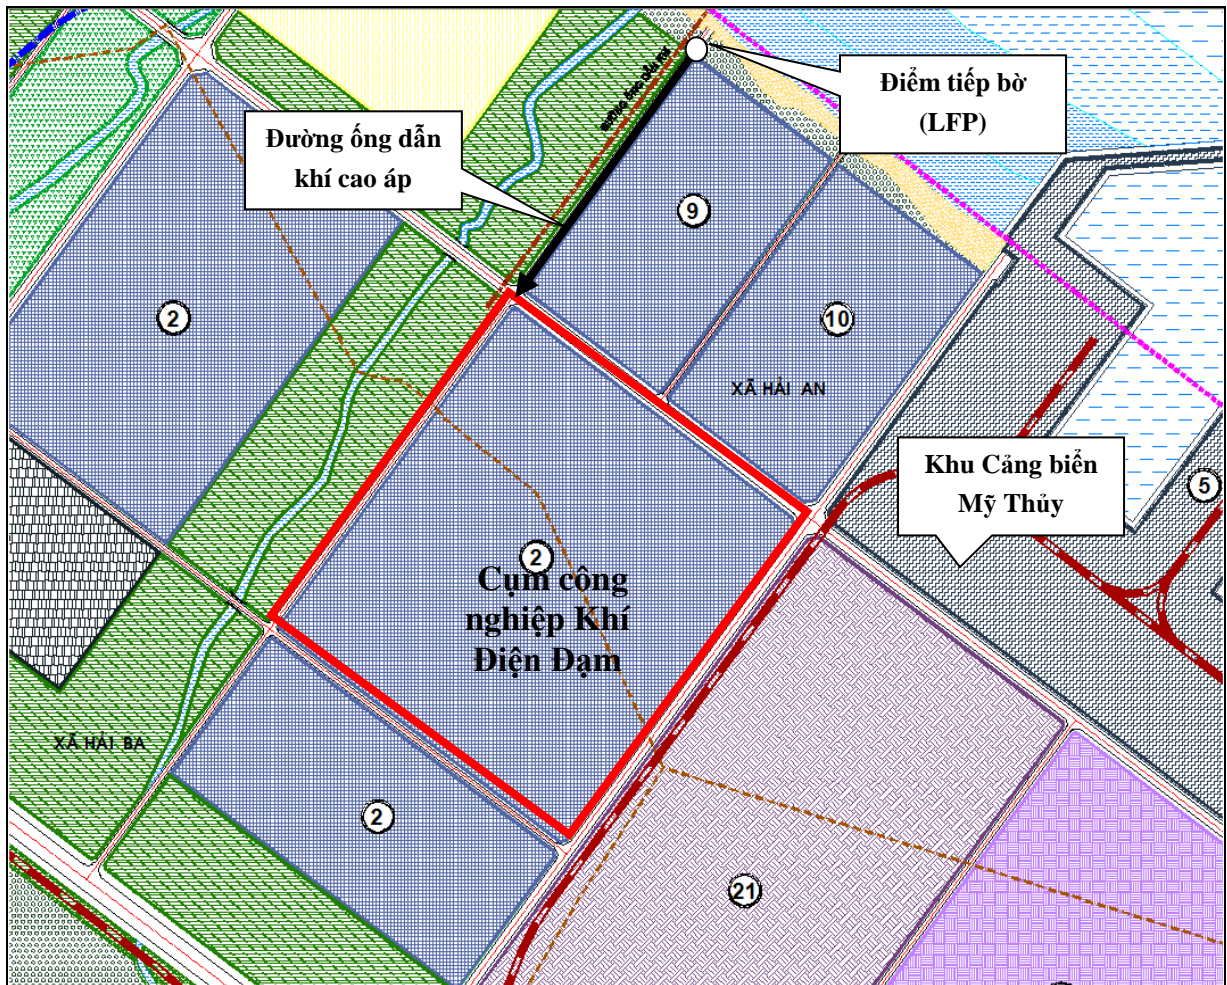 Điểm tiếp bờ
(LFP)
Đường ống dẫn
khí cao áp
9
2
10
XÃ HẢI AN
Khu Cảng biển
Mỹ Thủy
5
2
Cụm công
nghiệp Khí
Điện Đạm
XÃ HẢI BA
2
21